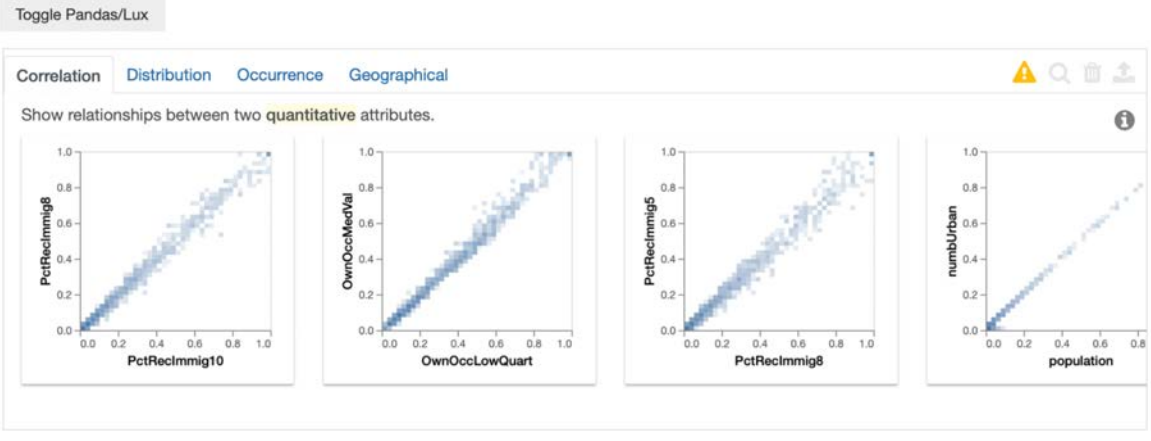 Toggle Pandas/Lux
Correlation Distribution Occurrence Geographical
Show relationships between two quantitative attributes.
1.0
0.8
0.6
0.4
0.2
0.0
PctRecImmig8
0.0 0.2 0.4 0.6 0.8 1.0
PctRecImmig10
1.0
0.8
0.6
0.4
0.2
0.0
OwnOccMedVal
0.0 0.2 0.4 0.6 0.8 1.0
OwnOccLowQuart
1.0
0.8
0.6
0.4
0.2
0.0
PctRecImmig5
0.0 0.2 0.4 0.6 0.8 1.0
PctRecImmig8
1.0
0.8
0.6
0.4
0.2
0.0
numbUrban
0.0 0.2 0.4 0.6 0.8
population